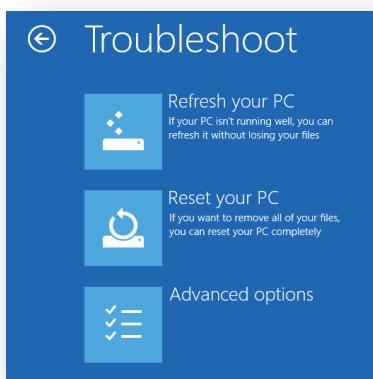 Troubleshoot
Refresh your PC
If your PC isn't running well, you can
refresh it without losing your files
Reset your PC
If you want to remove all of your files,
you can reset your PC completely
Advanced options